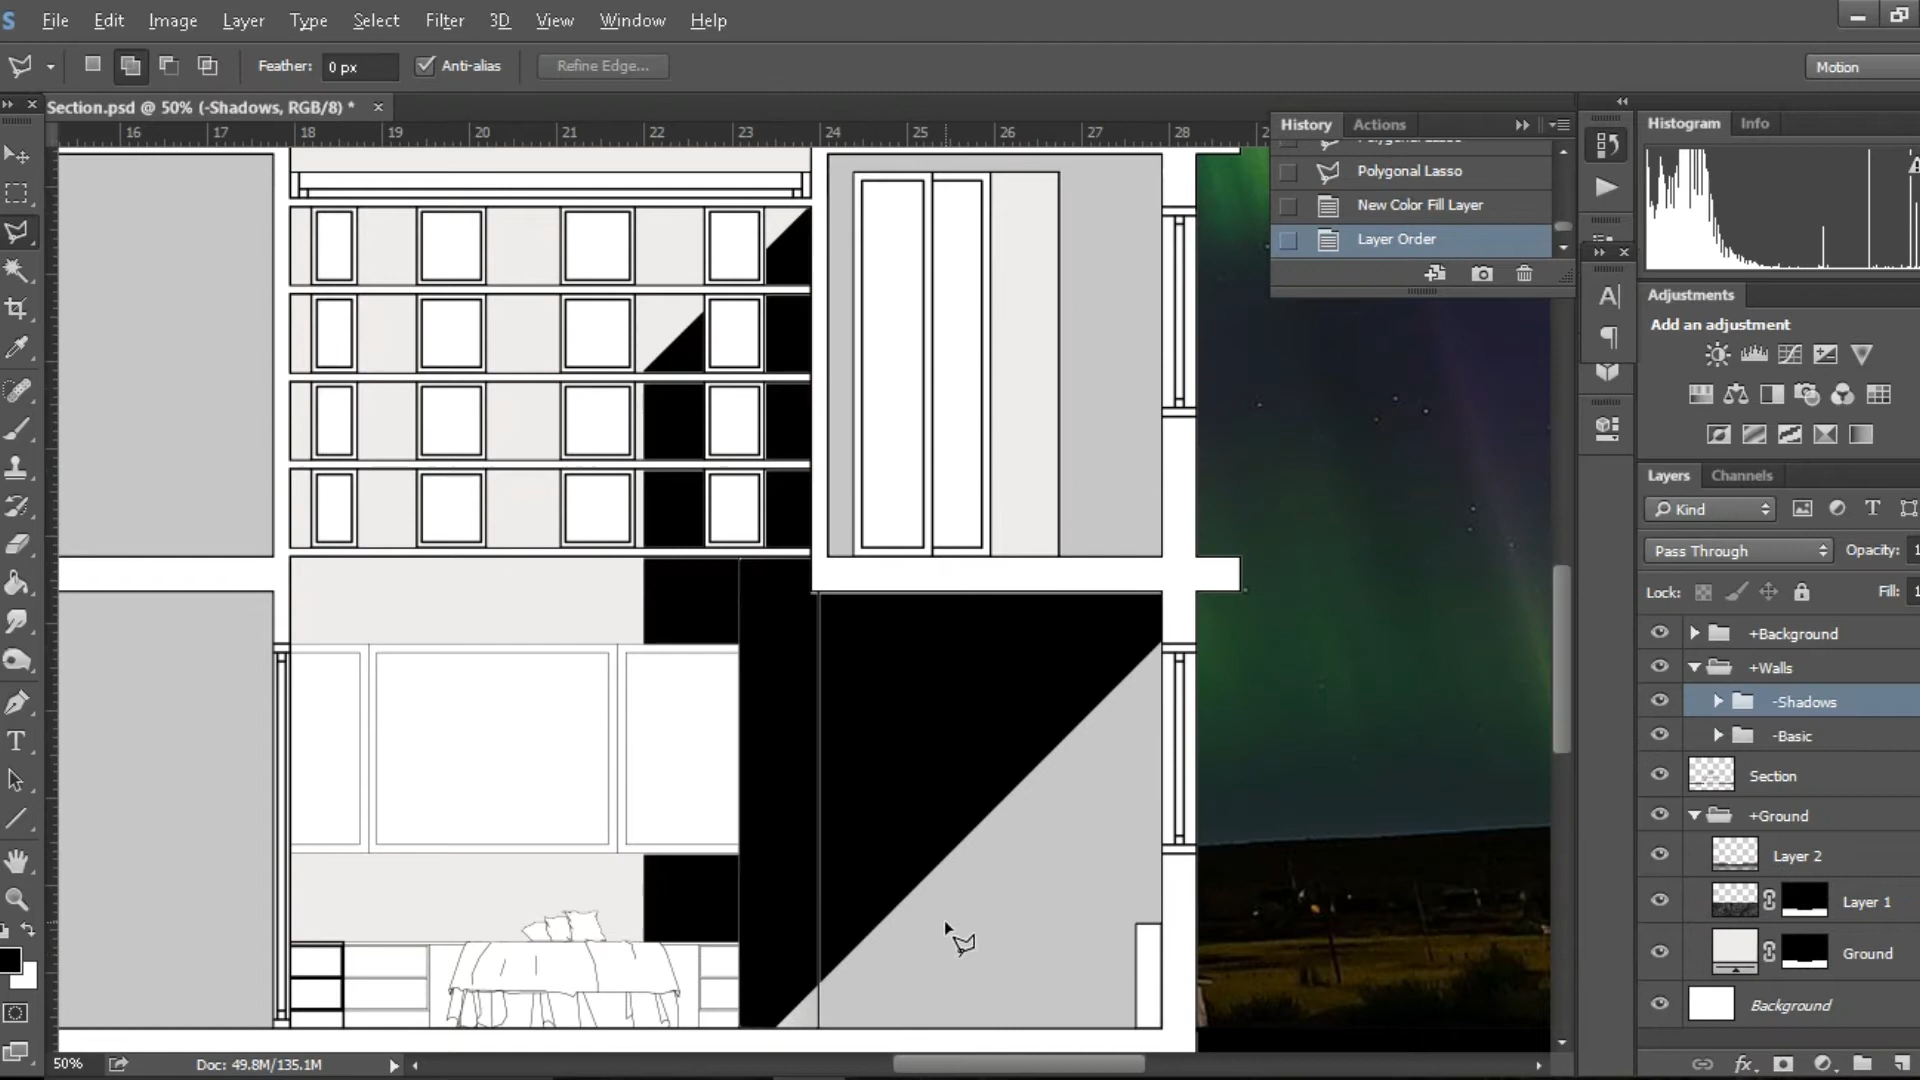 File Edit Image Layer Type Select Filter 3D View Window Help
Feather: 0 px Anti-alias Refine Edge... Motion
Section.psd @ 50% (-Shadows, RGB/8) * ×
16 17 18 19 20 21 22 23 24 25 26 27 28
History Actions
Polygonal Lasso
Polygonal Lasso
New Color Fill Layer
Layer Order
Histogram Info
Adjustments
Add an adjustment
Layers Channels
Kind
Pass Through Opacity: 1
Lock: Fill: 1
+Background
+Walls
-Shadows
-Basic
Section
+Ground
Layer 2
Layer 1
Ground
Background
50% Doc: 49.8M/135.1M